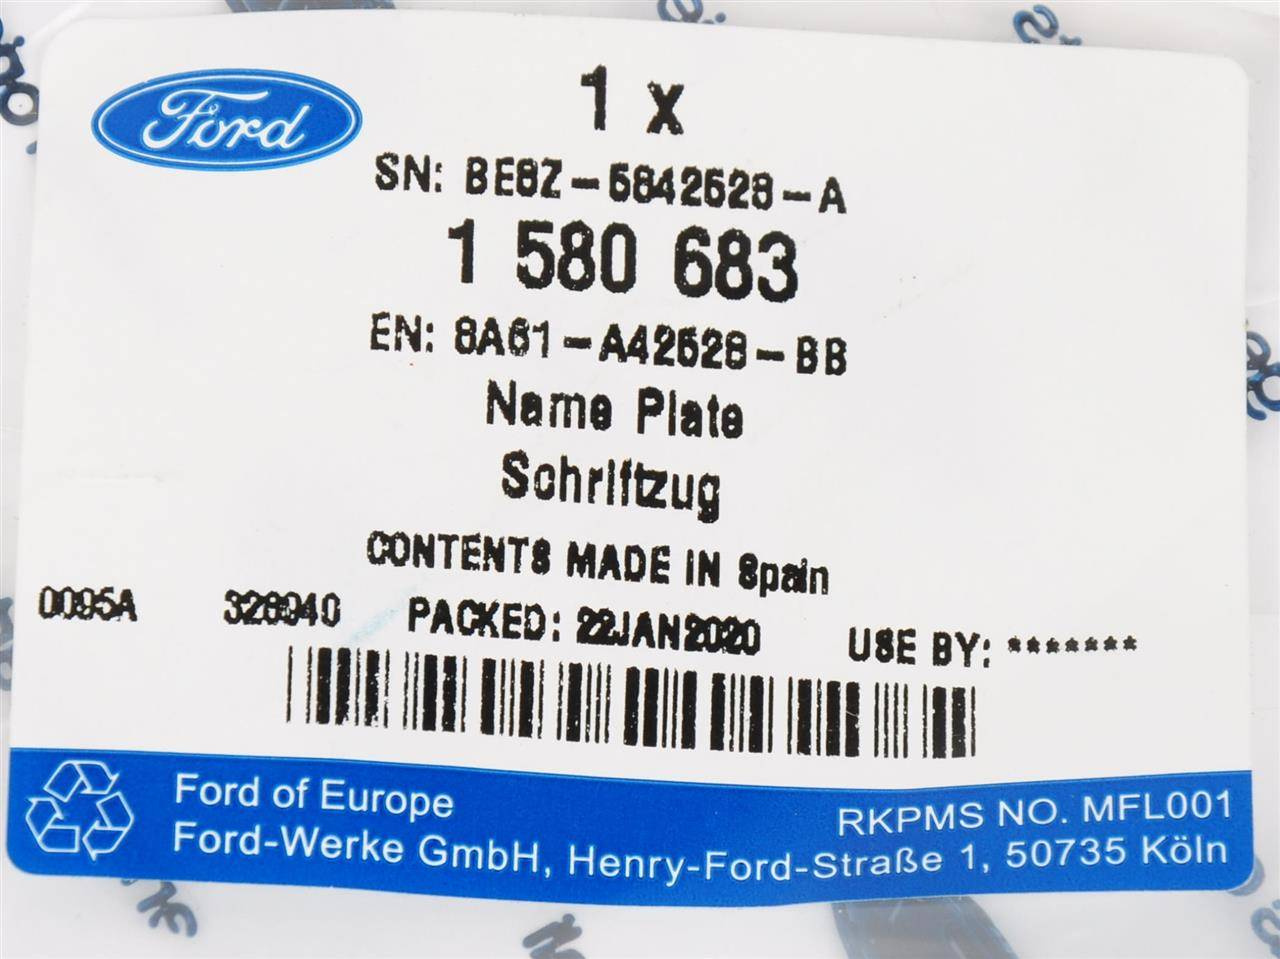 Ford
1 x
SN: BE8Z-5842528-A
1 580 683
EN: 8A61-A42528-BB
Name Plate
Schriftzug
CONTENTS MADE IN Spain
0095A 328940 PACKED: 22JAN2020 USE BY: *******
Ford of Europe
RKPMS NO. MFL001
Ford-Werke GmbH, Henry-Ford-Straße 1, 50735 Köln